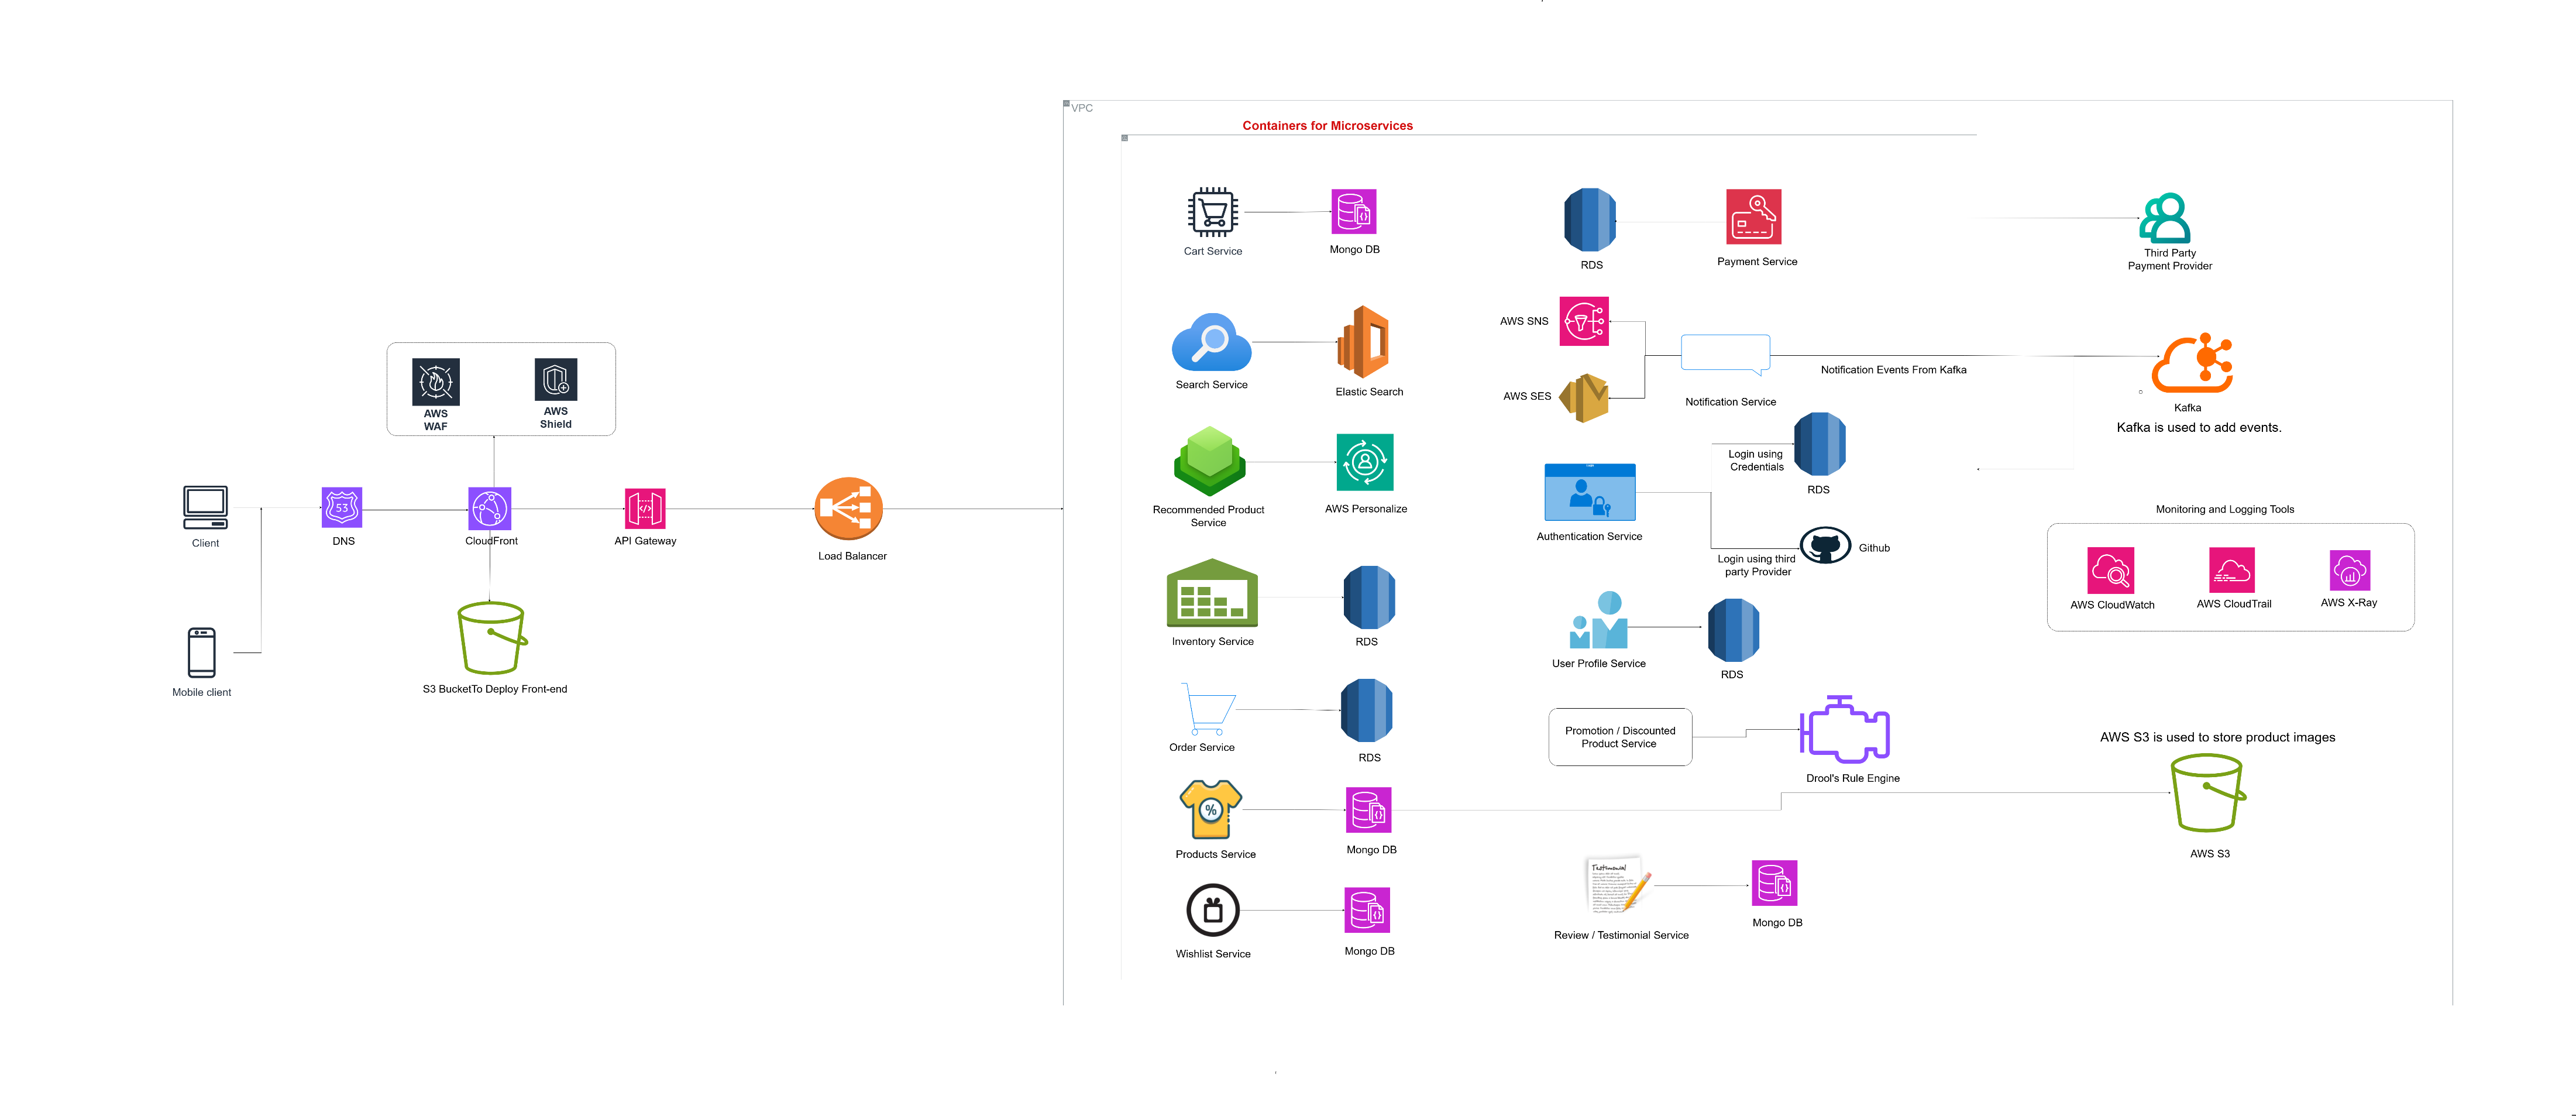 VPC
Containers for Microservices
Cart Service
Mongo DB
RDS
Payment Service
Third Party
Payment Provider
AWS SNS
Search Service
Elastic Search
AWS SES
Notification Service
Notification Events From Kafka
Kafka
Kafka is used to add events.
AWS
WAF
AWS
Shield
Recommended Product
Service
AWS Personalize
Authentication Service
Login using
Credentials
RDS
Login using third
party Provider
Github
Client
53
DNS
CloudFront
API Gateway
Load Balancer
Monitoring and Logging Tools
AWS CloudWatch
AWS CloudTrail
AWS X-Ray
Mobile client
S3 BucketTo Deploy Front-end
Inventory Service
RDS
User Profile Service
RDS
Order Service
RDS
Promotion / Discounted
Product Service
Drool's Rule Engine
AWS S3 is used to store product images
AWS S3
Products Service
Mongo DB
Testimonial
Review / Testimonial Service
Mongo DB
Wishlist Service
Mongo DB